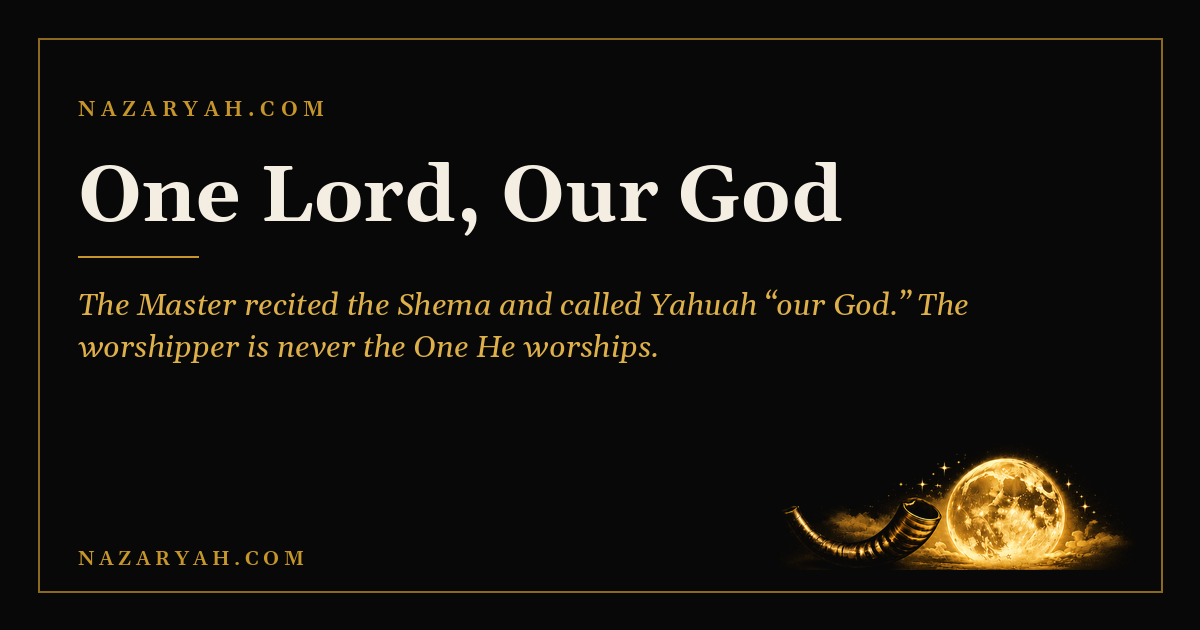 NAZARYAH.COM
One Lord, Our God
The Master recited the Shema and called Yahuah “our God.” The
worshipper is never the One He worships.
NAZARYAH.COM